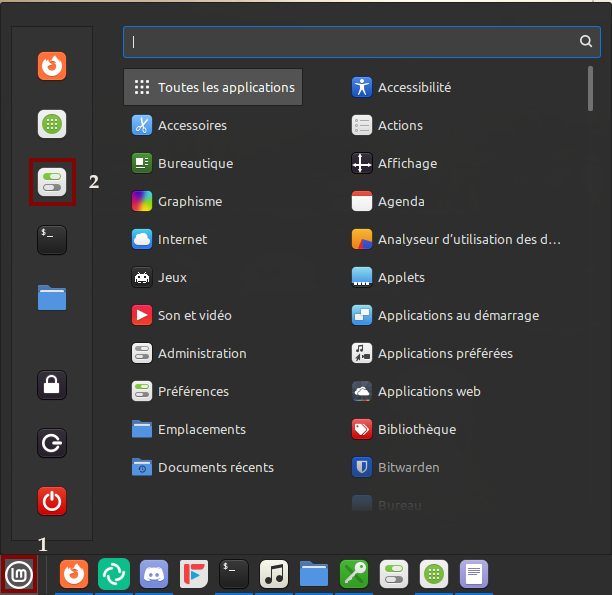 Toutes les applications
Accessoires
Bureautique
Graphisme
Internet
Jeux
Son et vidéo
Administration
Préférences
Emplacements
Documents récents
Accessibilité
Actions
Affichage
Agenda
Analyseur d’utilisation des d…
Applets
Applications au démarrage
Applications préférées
Applications web
Bibliothèque
Bitwarden
Bureau
2
$_
1
lm
$_